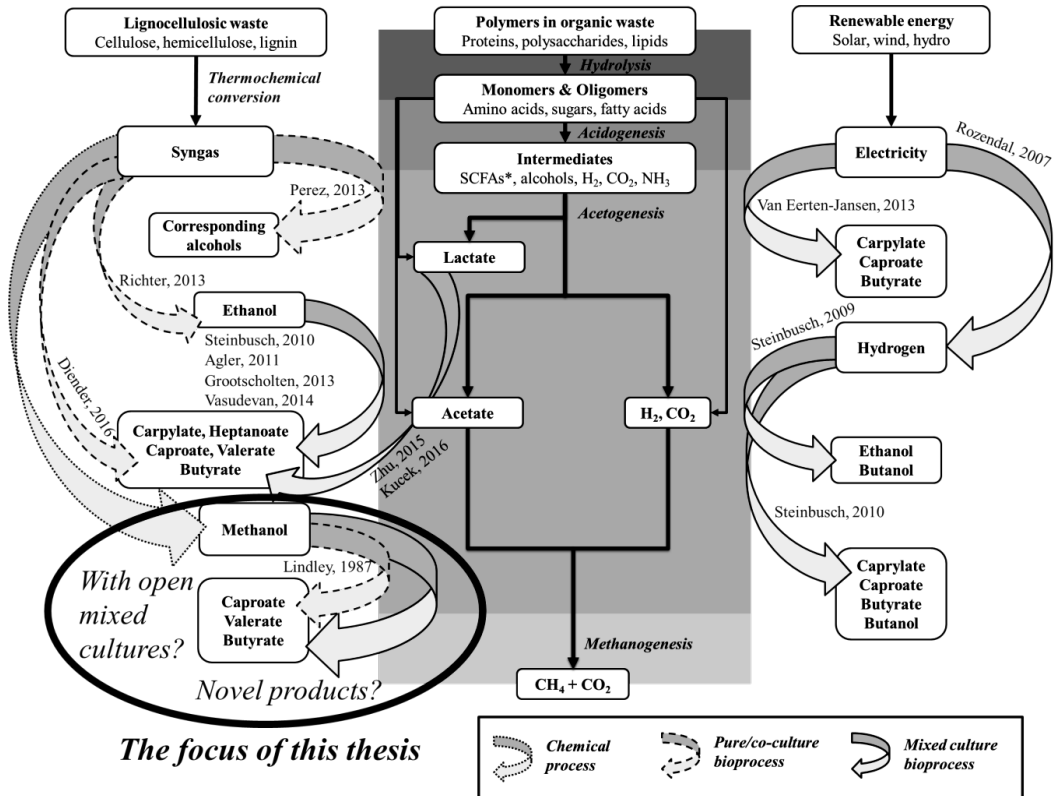 Lignocellulosic waste
Cellulose, hemicellulose, lignin
Thermochemical
conversion
Syngas
Perez, 2013
Corresponding
alcohols
Richter, 2013
Ethanol
Steinbusch, 2010
Agler, 2011
Grootscholten, 2013
Vasudevan, 2014
Diender, 2016
Carpylate, Heptanoate
Caproate, Valerate
Butyrate
Methanol
Lindley, 1987
With open
mixed
cultures?
Caproate
Valerate
Butyrate
Novel products?
The focus of this thesis
Polymers in organic waste
Proteins, polysaccharides, lipids
Hydrolysis
Monomers & Oligomers
Amino acids, sugars, fatty acids
Acidogenesis
Intermediates
SCFAs*, alcohols, H₂, CO₂, NH₃
Acetogenesis
Lactate
Zhu, 2015
Kucek, 2016
Acetate
H₂, CO₂
Methanogenesis
CH₄ + CO₂
Renewable energy
Solar, wind, hydro
Electricity
Rozendal, 2007
Van Eerten-Jansen, 2013
Carpylate
Caproate
Butyrate
Steinbusch, 2009
Hydrogen
Ethanol
Butanol
Steinbusch, 2010
Caprylate
Caproate
Butyrate
Butanol
Chemical
process
Pure/co-culture
bioprocess
Mixed culture
bioprocess